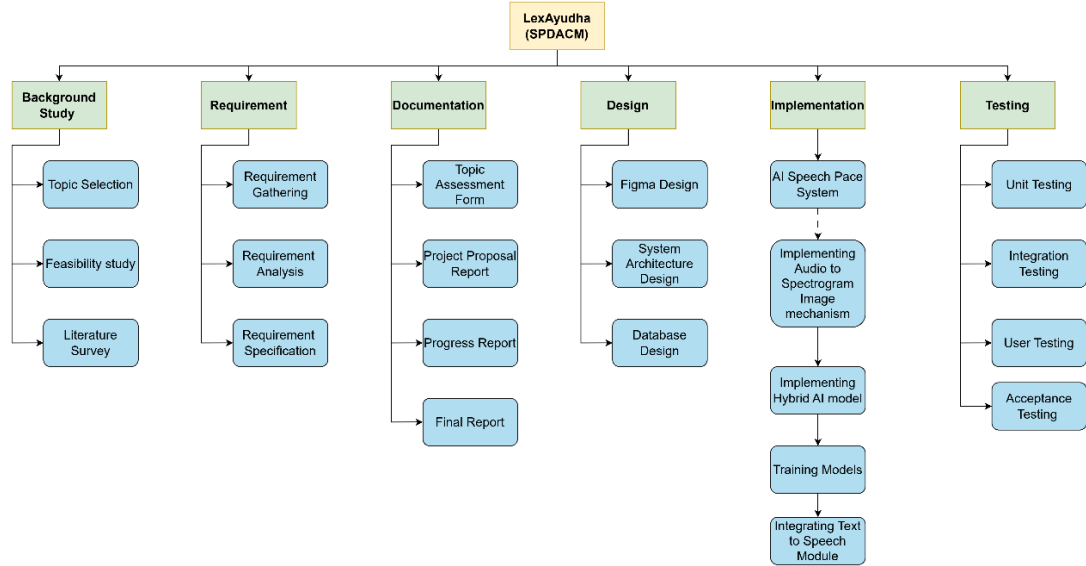 LexAyudha
(SPDACM)
Background
Study
Requirement
Documentation
Design
Implementation
Testing
Topic Selection
Feasibility study
Literature
Survey
Requirement
Gathering
Requirement
Analysis
Requirement
Specification
Topic
Assessment
Form
Project Proposal
Report
Progress Report
Final Report
Figma Design
System
Architecture
Design
Database
Design
AI Speech Pace
System
Implementing
Audio to
Spectrogram
Image
mechanism
Implementing
Hybrid AI model
Training Models
Integrating Text
to Speech
Module
Unit Testing
Integration
Testing
User Testing
Acceptance
Testing